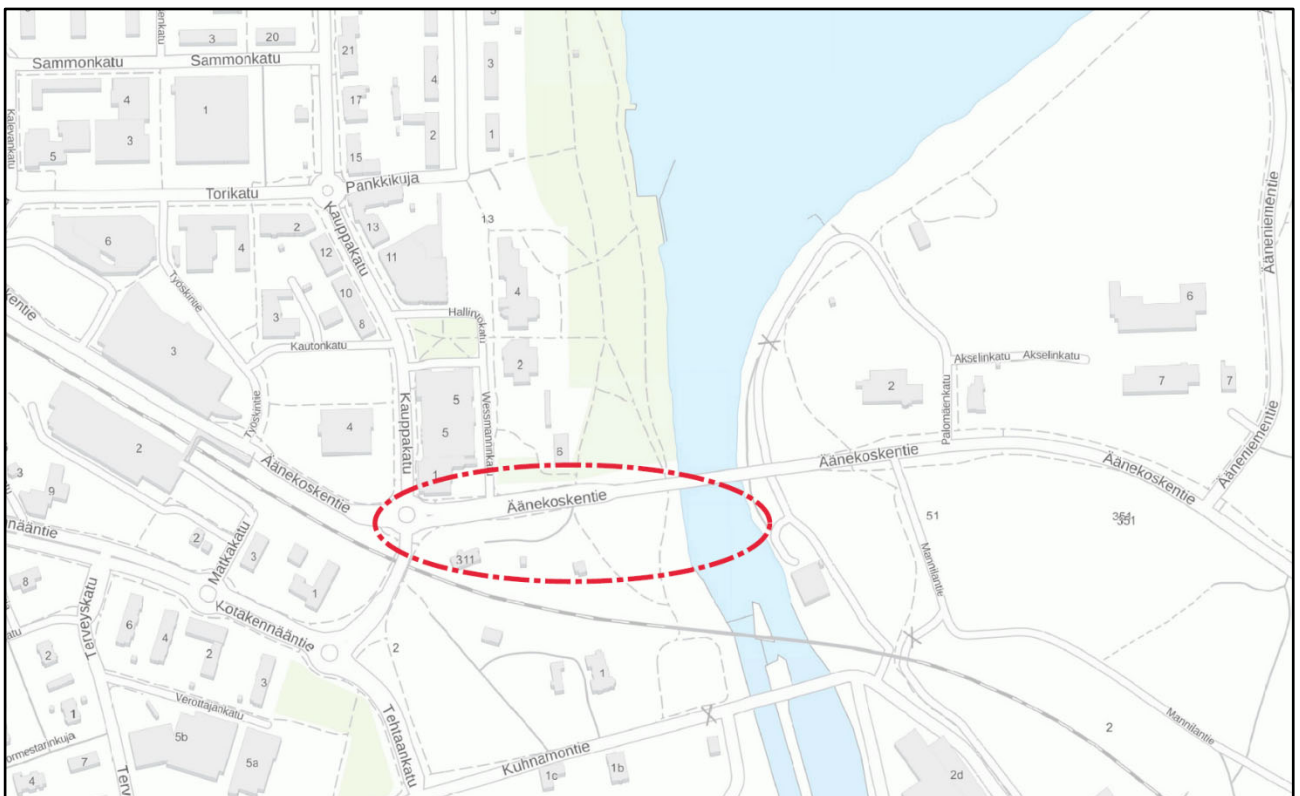 3
20
Sammonkatu
Sammonkatu
21
4
3
4
1
17
3
2
1
5
15
Kalevankatu
Torikatu
Pankkikuja
13
2
13
6
4
Kauppakatu
12
11
Työskintie
10
4
8
3
Hallintokatu
Kautonkatu
3
2
5
Kauppakatu
Wessmanninkatu
5
4
Työskintie
2
1
8
Äänekoskentie
Äänekoskentie
Äänekoskentie
Äänekoskentie
Ääneniementie
Ääneniementie
6
Akselinkatu
Akselinkatu
2
7
7
Palomäenkatu
51
351
Mannilantie
Mannilantie
3
9
2
3
311
Matkakatu
1
8
Kotakennääntie
Terveyskatu
6
4
2
3
2
2
1
1
Verottajankatu
5b
5a
7
4
Tehtaankatu
Kuhnamontie
1c
1b
2d
2